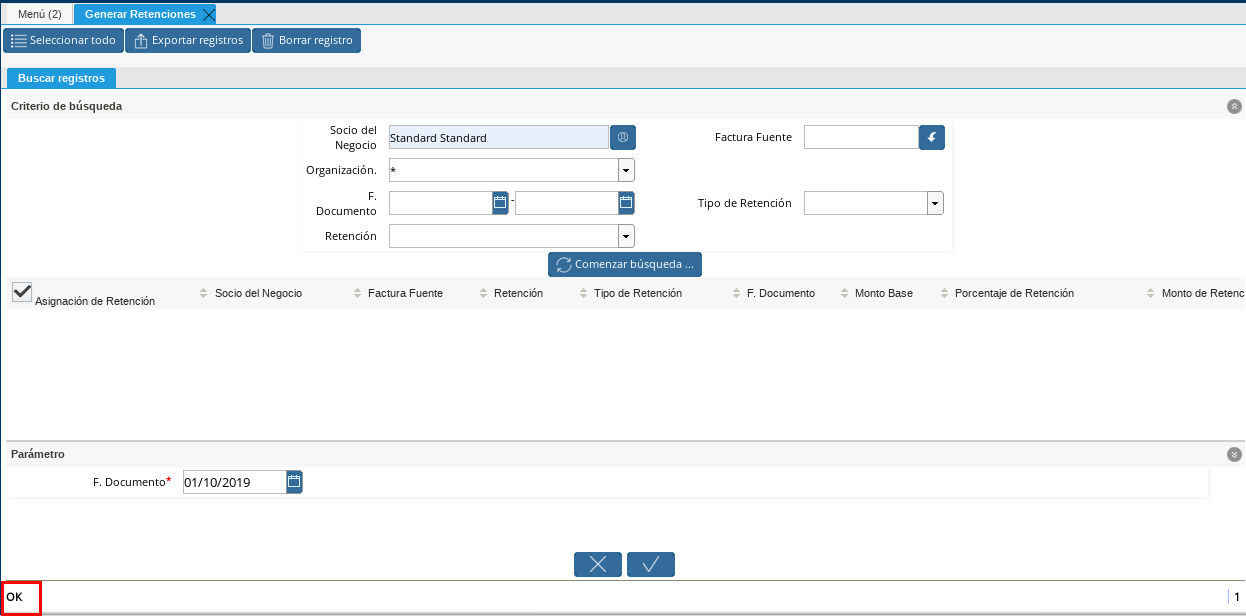 Menú (2) Generar Retenciones
Seleccionar todo Exportar registros Borrar registro
Buscar registros
Criterio de búsqueda
Socio del Negocio Standard Standard Factura Fuente
Organización. *
F. Documento - Tipo de Retención
Retención
Comenzar búsqueda ...
Asignación de Retención Socio del Negocio Factura Fuente Retención Tipo de Retención F. Documento Monto Base Porcentaje de Retención Monto de Retenc
Parámetro
F. Documento* 01/10/2019
OK 1